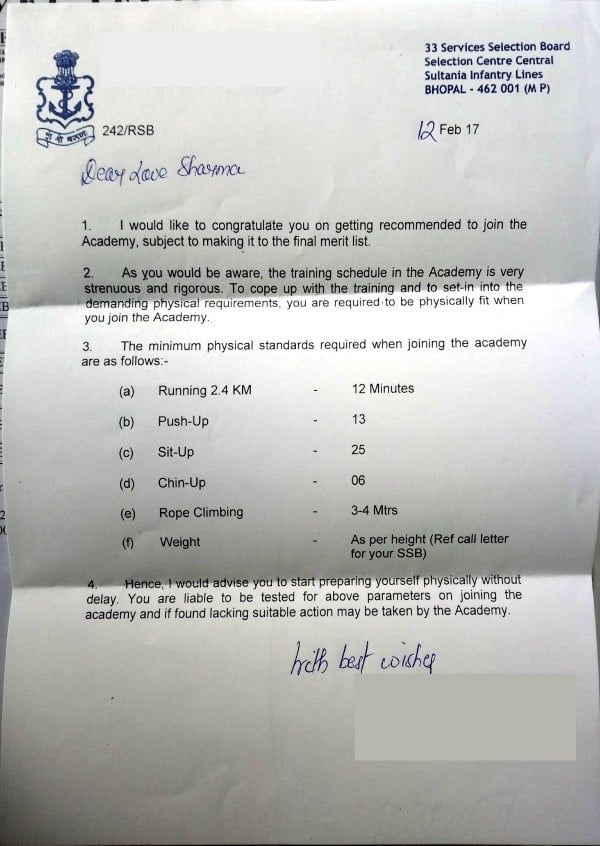 33 Services Selection Board
Selection Centre Central
Sultania Infantry Lines
BHOPAL - 462 001 (M P)
242/RSB
12 Feb 17
Dear Love Sharma
1. I would like to congratulate you on getting recommended to join the
Academy, subject to making it to the final merit list.
2. As you would be aware, the training schedule in the Academy is very
strenuous and rigorous. To cope up with the training and to set-in into the
demanding physical requirements, you are required to be physically fit when
you join the Academy.
3. The minimum physical standards required when joining the academy
are as follows:-
(a) Running 2.4 KM - 12 Minutes
(b) Push-Up - 13
(c) Sit-Up - 25
(d) Chin-Up - 06
(e) Rope Climbing - 3-4 Mtrs
(f) Weight - As per height (Ref call letter
for your SSB)
4. Hence, I would advise you to start preparing yourself physically without
delay. You are liable to be tested for above parameters on joining the
academy and if found lacking suitable action may be taken by the Academy.
With best wishes